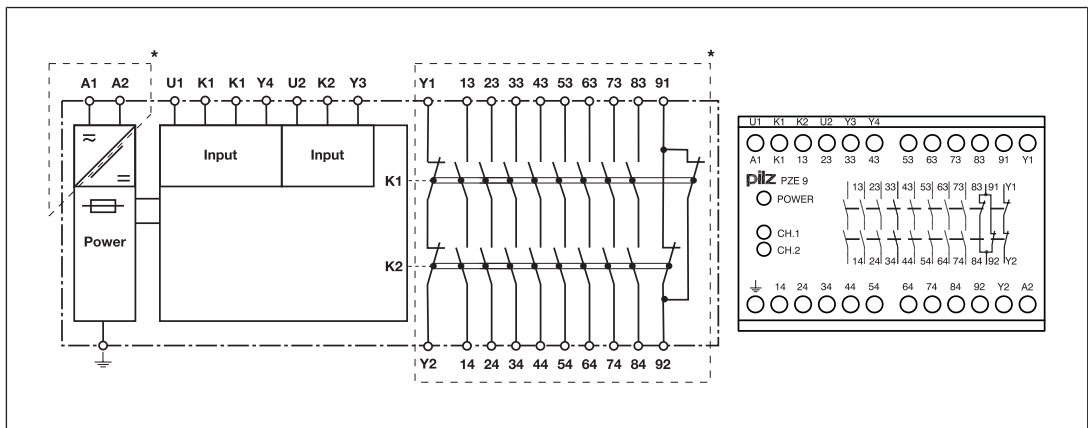 * *
A1 A2 U1 K1 K1 Y4 U2 K2 Y3 Y1 13 23 33 43 53 63 73 83 91
Input Input
K1
Power
K2
Y2 14 24 34 44 54 64 74 84 92
U1 K1 K2 U2 Y3 Y4
A1 K1 13 23 33 43 53 63 73 83 91 Y1
pilz PZE 9
POWER
CH.1
CH.2
13 23 33 43 53 63 73 83 91 Y1
14 24 34 44 54 64 74 84 92 Y2
14 24 34 44 54 64 74 84 92 Y2 A2